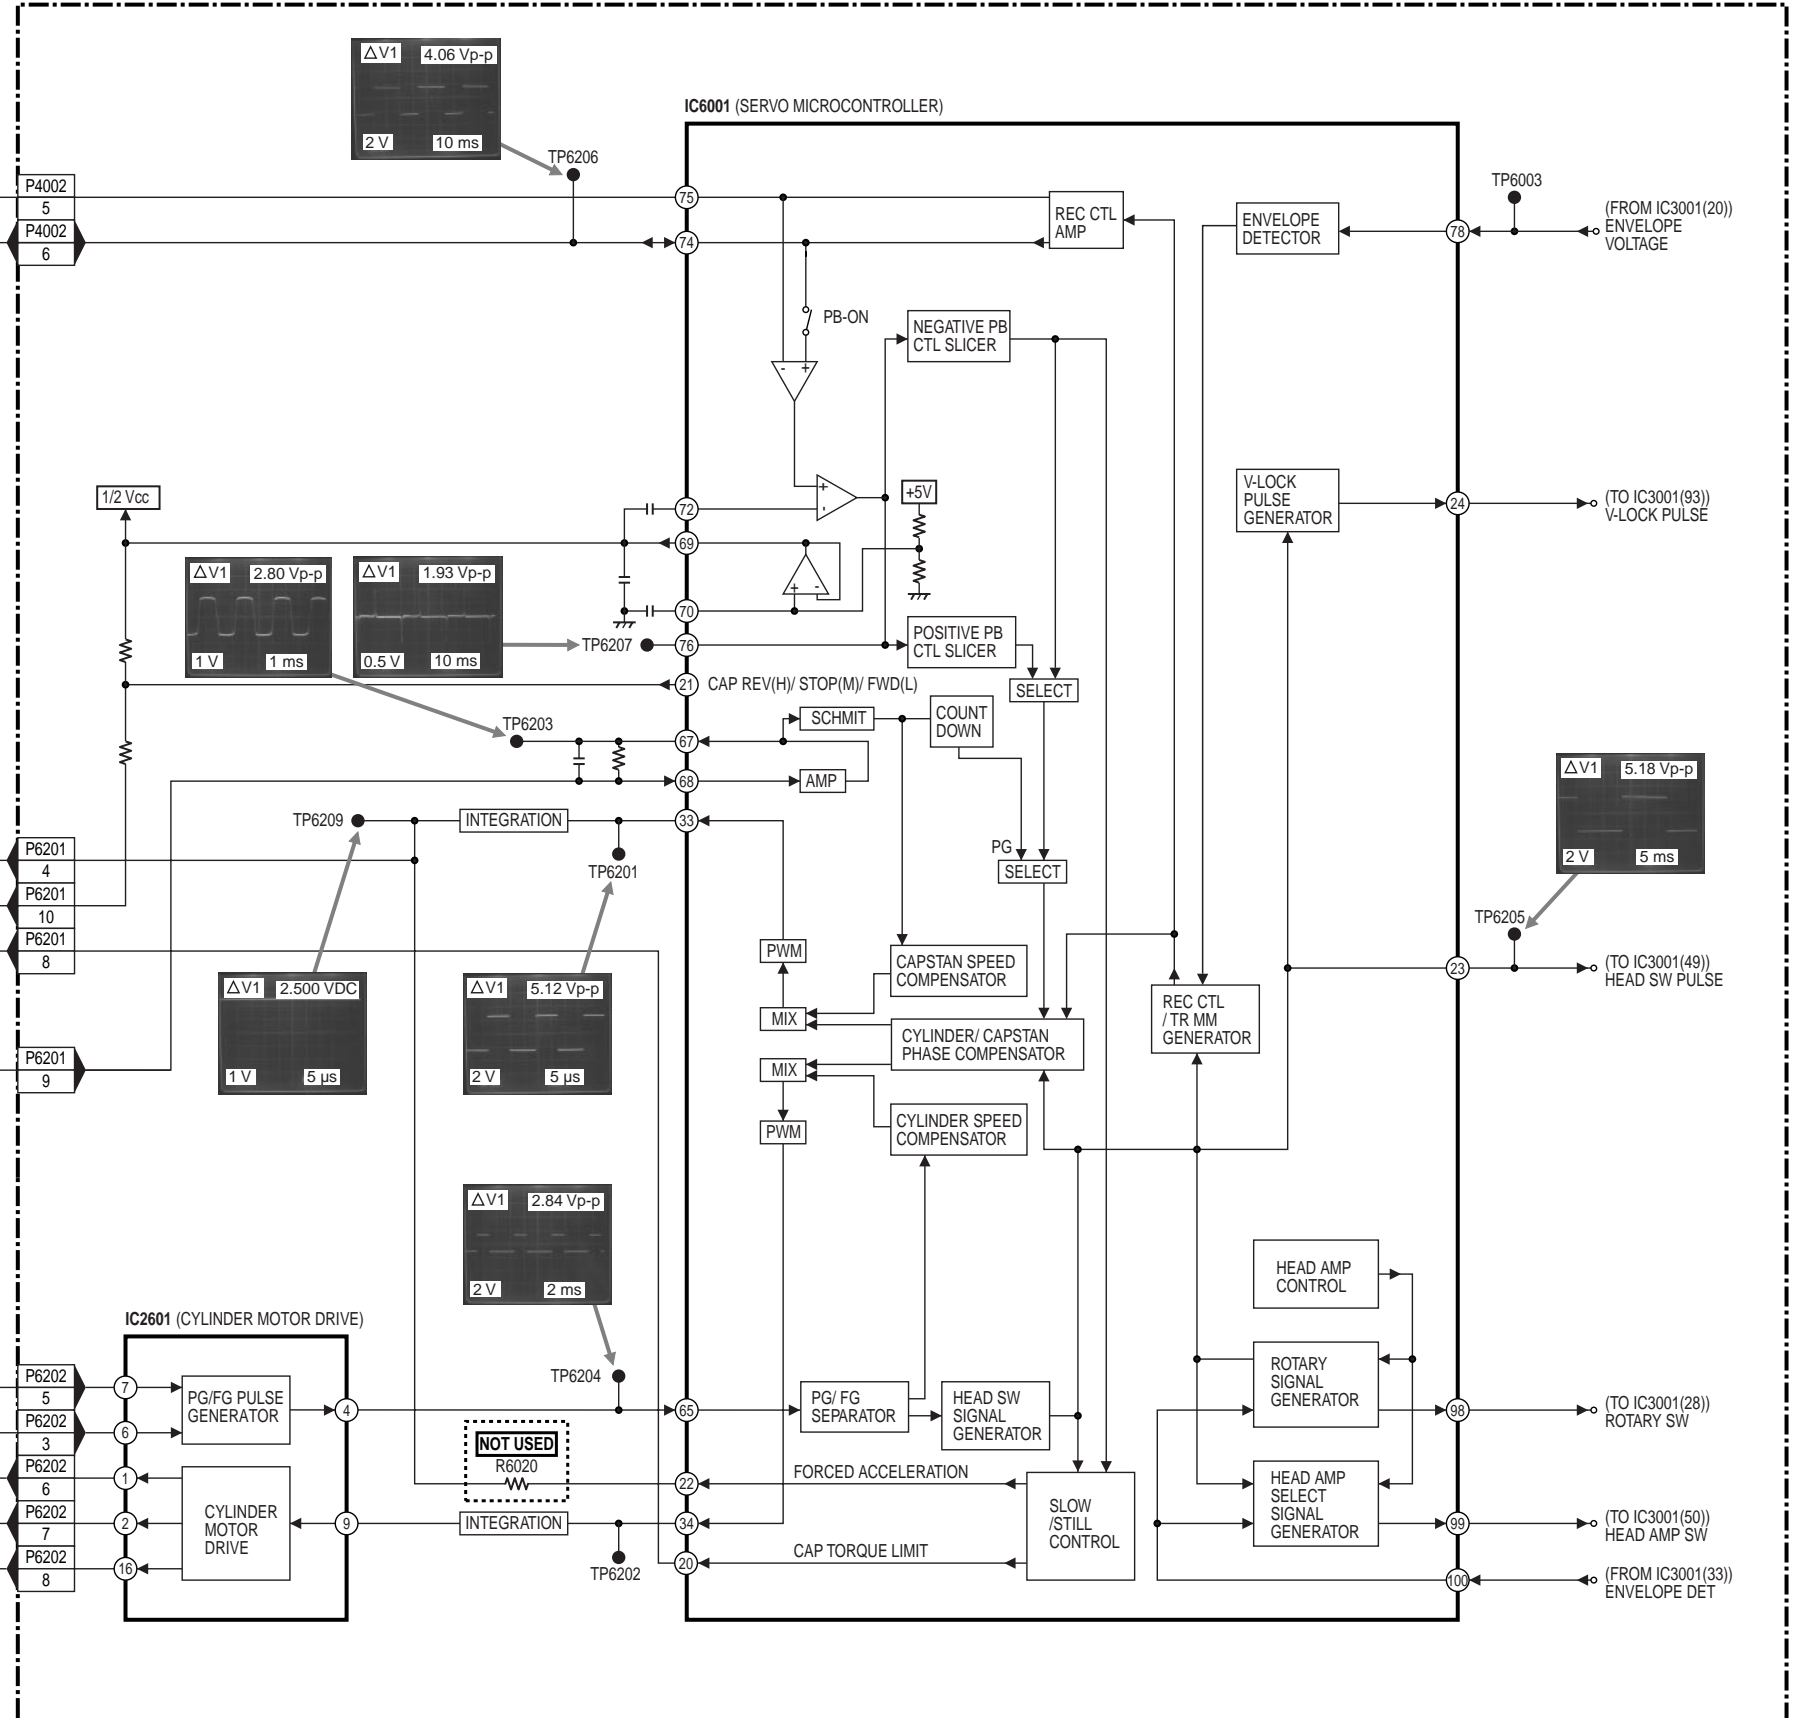 △V1 4.06 Vp-p
2 V 10 ms
TP6206
IC6001 (SERVO MICROCONTROLLER)
P4002
5
P4002
6
75
74
REC CTL
AMP
ENVELOPE
DETECTOR
78
TP6003
(FROM IC3001(20))
ENVELOPE
VOLTAGE
PB-ON
NEGATIVE PB
CTL SLICER
- +
1/2 Vcc
72
69
70
76
21
+
-
+ -
+5V
V-LOCK
PULSE
GENERATOR
24
(TO IC3001(93))
V-LOCK PULSE
△V1 2.80 Vp-p
1 V 1 ms
△V1 1.93 Vp-p
0.5 V 10 ms
TP6207
POSITIVE PB
CTL SLICER
CAP REV(H)/ STOP(M)/ FWD(L)
SELECT
TP6203
67
SCHMIT
COUNT
DOWN
68
AMP
TP6209
INTEGRATION
33
TP6201
PG
SELECT
△V1 5.18 Vp-p
2 V 5 ms
TP6205
23
(TO IC3001(49))
HEAD SW PULSE
P6201
4
P6201
10
P6201
8
P6201
9
△V1 2.500 VDC
1 V 5 µs
△V1 5.12 Vp-p
2 V 5 µs
PWM
CAPSTAN SPEED
COMPENSATOR
MIX
CYLINDER/ CAPSTAN
PHASE COMPENSATOR
REC CTL
/ TR MM
GENERATOR
MIX
PWM
CYLINDER SPEED
COMPENSATOR
△V1 2.84 Vp-p
2 V 2 ms
HEAD AMP
CONTROL
IC2601 (CYLINDER MOTOR DRIVE)
P6202
5
P6202
3
P6202
6
P6202
7
P6202
8
7
6
1
2
16
PG/FG PULSE
GENERATOR
4
CYLINDER
MOTOR
DRIVE
9
TP6204
65
PG/ FG
SEPARATOR
HEAD SW
SIGNAL
GENERATOR
ROTARY
SIGNAL
GENERATOR
98
(TO IC3001(28))
ROTARY SW
NOT USED
R6020
22
FORCED ACCELERATION
INTEGRATION
34
TP6202
20
CAP TORQUE LIMIT
SLOW
/STILL
CONTROL
HEAD AMP
SELECT
SIGNAL
GENERATOR
99
(TO IC3001(50))
HEAD AMP SW
100
(FROM IC3001(33))
ENVELOPE DET